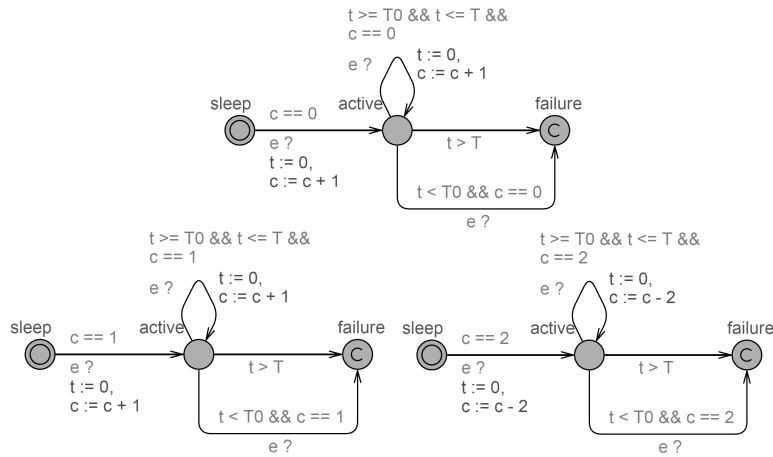 t >= T0 && t <= T &&
c == 0
e ?
t := 0,
c := c + 1
sleep
active
failure
c == 0
e ?
t := 0,
c := c + 1
t > T
C
t < T0 && c == 0
e ?
t >= T0 && t <= T &&
c == 1
e ?
t := 0,
c := c + 1
sleep
active
failure
c == 1
e ?
t := 0,
c := c + 1
t > T
C
t < T0 && c == 1
e ?
t >= T0 && t <= T &&
c == 2
e ?
t := 0,
c := c - 2
sleep
active
failure
c == 2
e ?
t := 0,
c := c - 2
t > T
C
t < T0 && c == 2
e ?